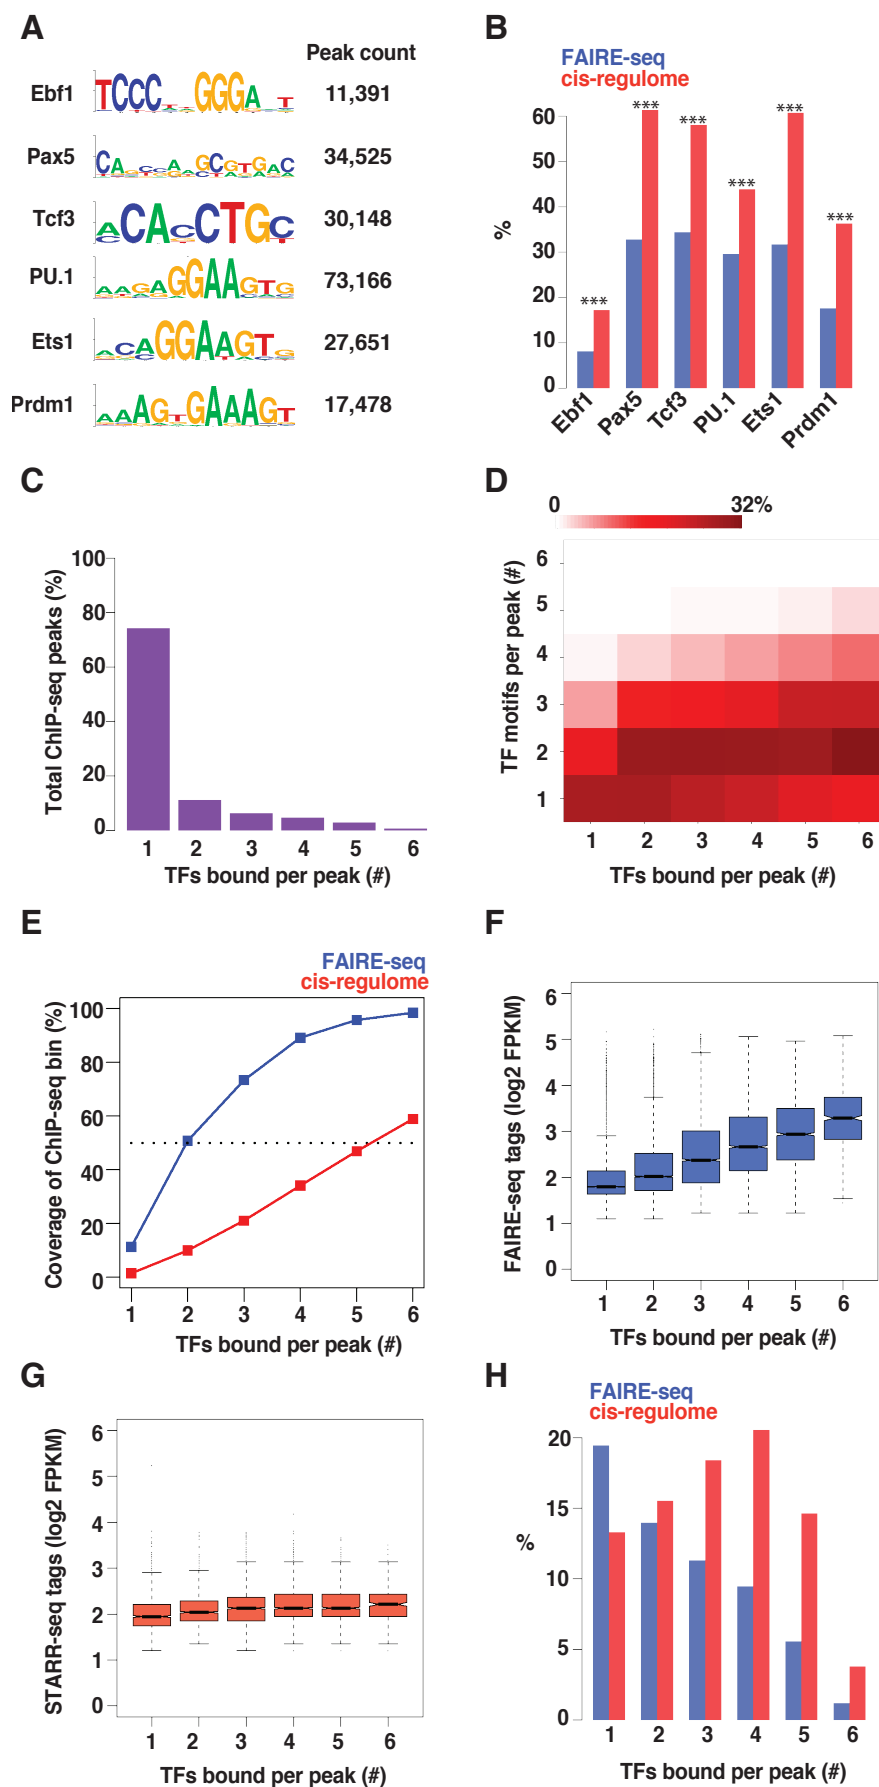 A
Peak count
Ebf1 TCCC GGGA T 11,391
Pax5 CAGCCAAGCGTGAC 34,525
Tcf3 ACACCTGC 30,148
PU.1 AAGAGGAAGTG 73,166
Ets1 ACAGGAAGTG 27,651
Prdm1 AAAGTGAAAGT 17,478
B
FAIRE-seq
cis-regulome
60
50
40
30
20
10
0
%
***
***
***
***
***
***
Ebf1 Pax5 Tcf3 PU.1 Ets1 Prdm1
C
100
80
60
40
20
0
Total ChIP-seq peaks (%)
1 2 3 4 5 6
TFs bound per peak (#)
D
0 32%
6
5
4
3
2
1
TF motifs per peak (#)
1 2 3 4 5 6
TFs bound per peak (#)
E
FAIRE-seq
cis-regulome
100
80
60
40
20
0
Coverage of ChIP-seq bin (%)
1 2 3 4 5 6
TFs bound per peak (#)
F
6
5
4
3
2
1
0
FAIRE-seq tags (log2 FPKM)
1 2 3 4 5 6
TFs bound per peak (#)
G
6
5
4
3
2
1
0
STARR-seq tags (log2 FPKM)
1 2 3 4 5 6
TFs bound per peak (#)
H
FAIRE-seq
cis-regulome
20
15
10
5
0
%
1 2 3 4 5 6
TFs bound per peak (#)